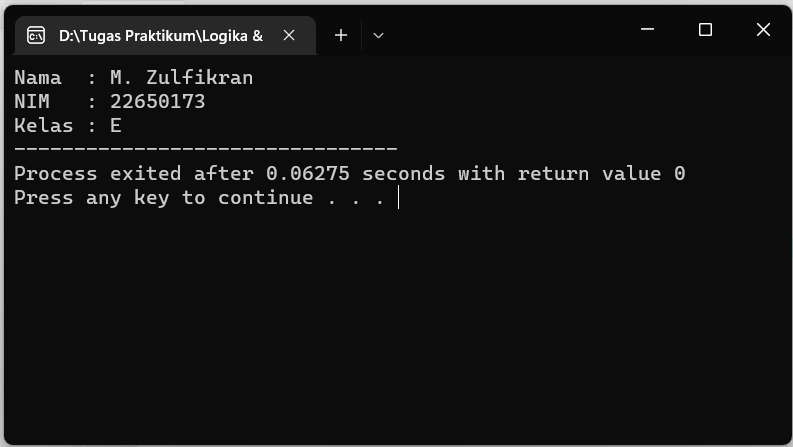 D:\Tugas Praktikum\Logika &
Nama  : M. Zulfikran
NIM   : 22650173
Kelas : E
--------------------------------
Process exited after 0.06275 seconds with return value 0
Press any key to continue . . .